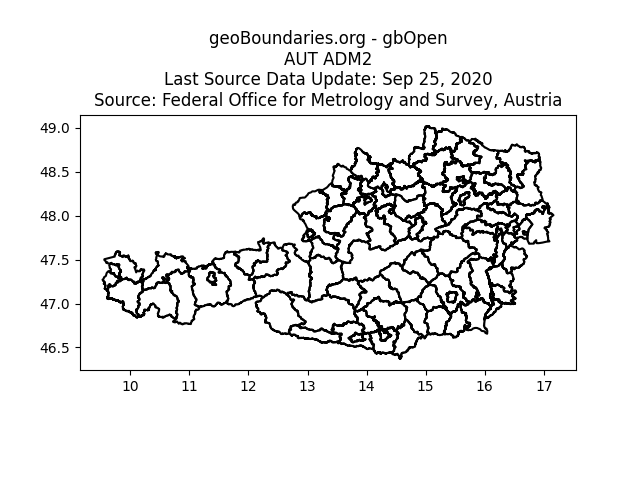 geoBoundaries.org - gbOpen
AUT ADM2
Last Source Data Update: Sep 25, 2020
Source: Federal Office for Metrology and Survey, Austria
49.0
48.5
48.0
47.5
47.0
46.5
10 11 12 13 14 15 16 17